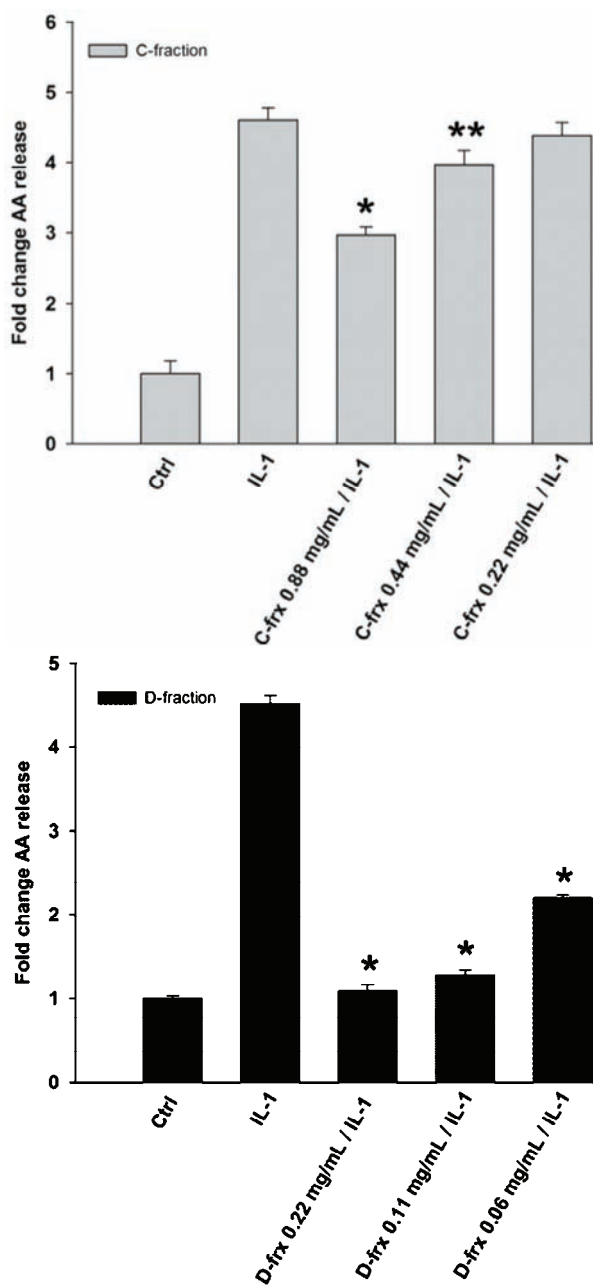 6
C-fraction
5
**
4
*
3
2
1
0
Fold change AA release
Ctrl
IL-1
C-frx 0.88 mg/mL / IL-1
C-frx 0.44 mg/mL / IL-1
C-frx 0.22 mg/mL / IL-1
5
D-fraction
4
3
*
2
*
*
1
0
Fold change AA release
Ctrl
IL-1
D-frx 0.22 mg/mL / IL-1
D-frx 0.11 mg/mL / IL-1
D-frx 0.06 mg/mL / IL-1